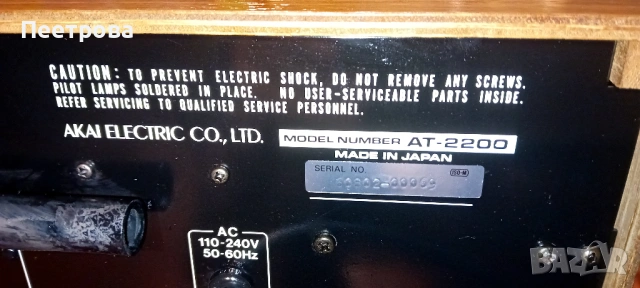 Пеетрова
CAUTION: TO PREVENT ELECTRIC SHOCK, DO NOT REMOVE ANY SCREWS.
PILOT LAMPS SOLDERED IN PLACE. NO USER-SERVICEABLE PARTS INSIDE.
REFER SERVICING TO QUALIFIED SERVICE PERSONNEL.
AKAI ELECTRIC CO., LTD. MODEL NUMBER AT-2200
MADE IN JAPAN
SERIAL NO.
AC
110-240V
50-60Hz
BAZAR